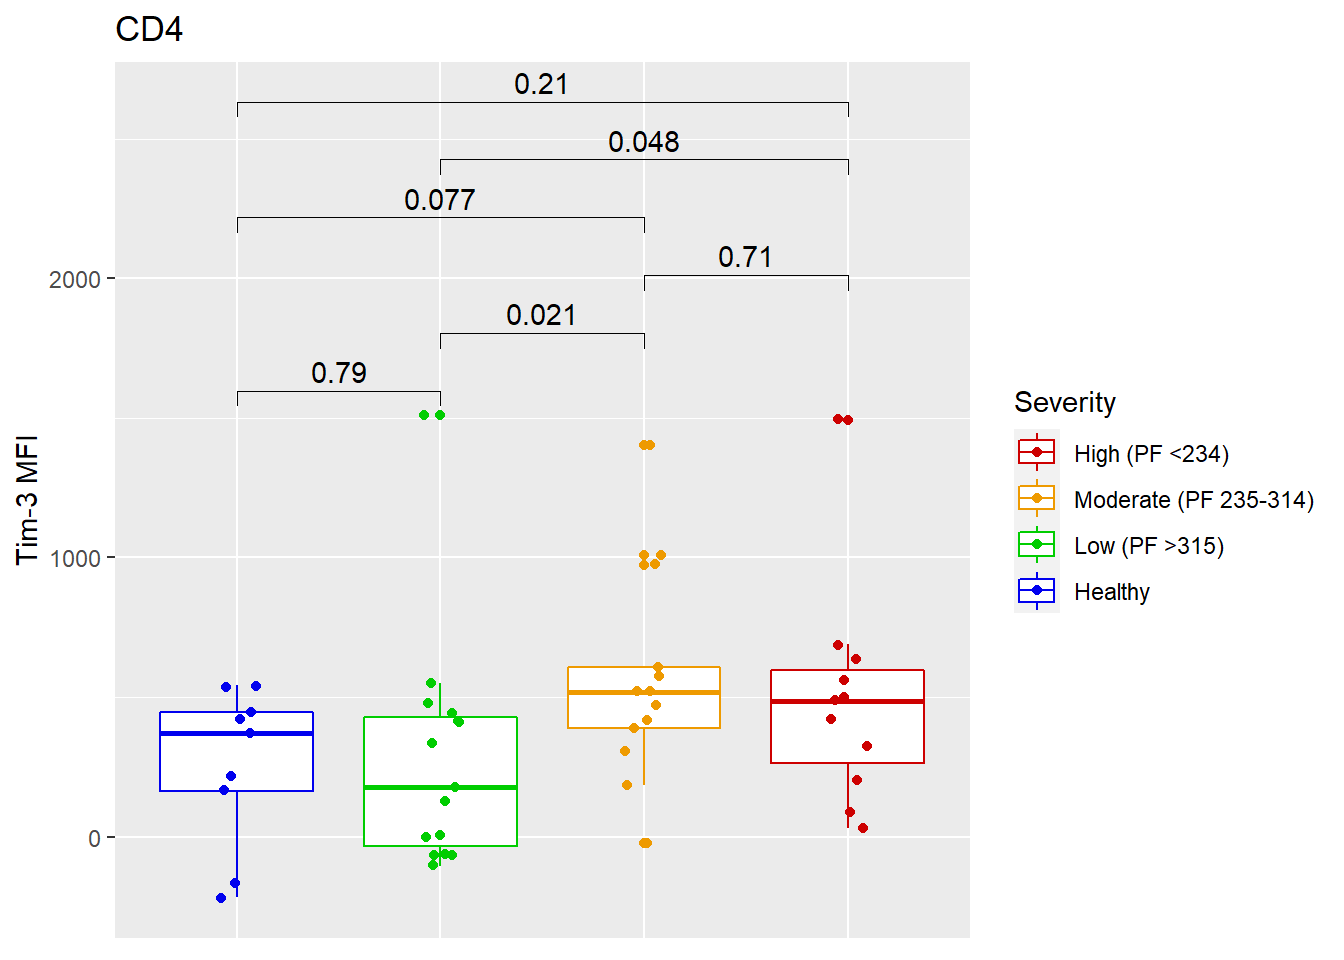 CD4
0.21
0.048
0.077
0.71
0.021
0.79
2000
1000
0
Tim-3 MFI
Severity
High (PF <234)
Moderate (PF 235-314)
Low (PF >315)
Healthy